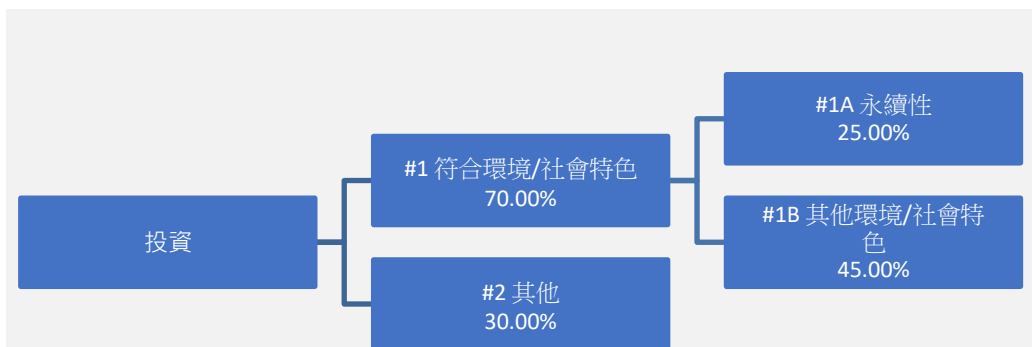 投資
#1 符合環境/社會特色
70.00%
#2 其他
30.00%
#1A 永續性
25.00%
#1B 其他環境/社會特
色
45.00%